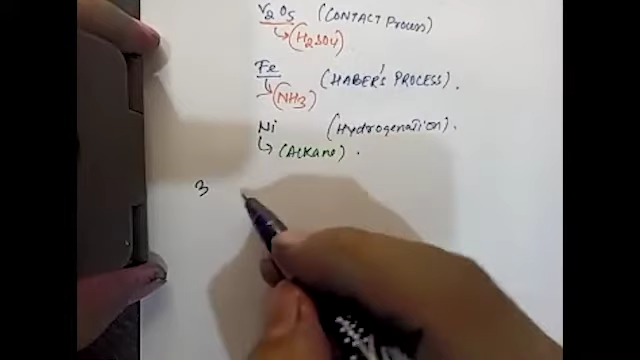 V2O5 (CONTACT Process)
↳ (H2SO4)
Fe (HABER'S PROCESS).
↳ (NH3)
Ni (Hydrogenation).
↳ (Alkane).
3